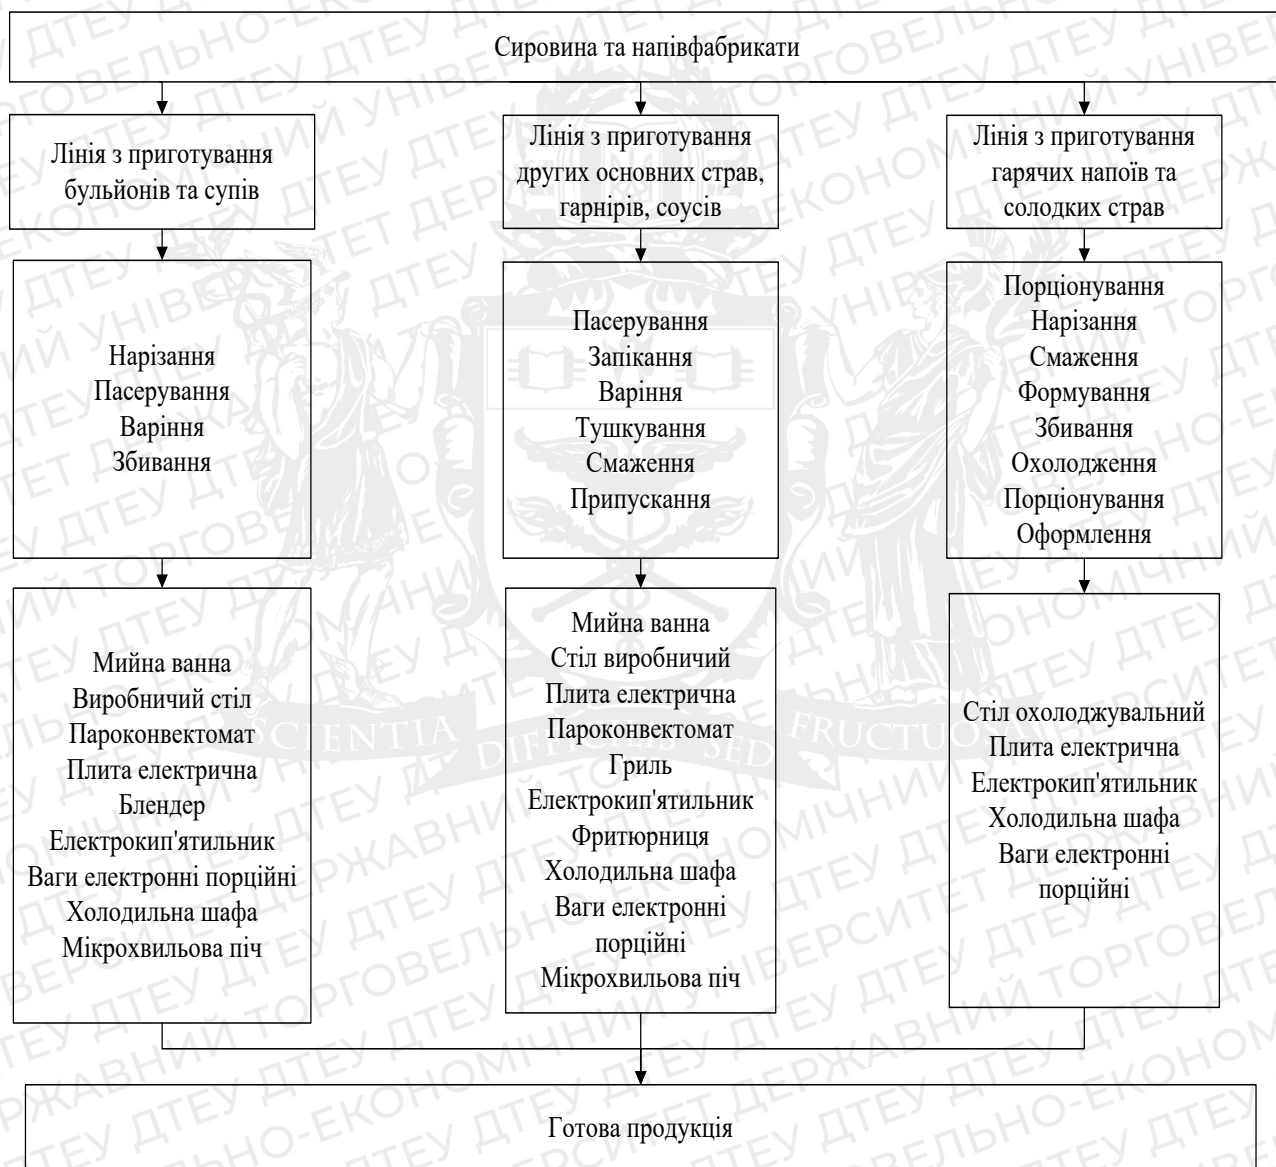 Сировина та напівфабрикати
Лінія з приготування
бульйонів та супів
Лінія з приготування
других основних страв,
гарнірів, соусів
Лінія з приготування
гарячих напоїв та
солодких страв
Нарізання
Пасерування
Варіння
Збивання
Пасерування
Запікання
Варіння
Тушкування
Смаження
Припускання
Порціонування
Нарізання
Смаження
Формування
Збивання
Охолодження
Порціонування
Оформлення
Мийна ванна
Виробничий стіл
Пароконвектомат
Плита електрична
Блендер
Електрокип'ятильник
Ваги електронні порційні
Холодильна шафа
Мікрохвильова піч
Мийна ванна
Стіл виробничий
Плита електрична
Пароконвектомат
Гриль
Електрокип'ятильник
Фритюрниця
Холодильна шафа
Ваги електронні
порційні
Мікрохвильова піч
Стіл охолоджувальний
Плита електрична
Електрокип'ятильник
Холодильна шафа
Ваги електронні
порційні
Готова продукція